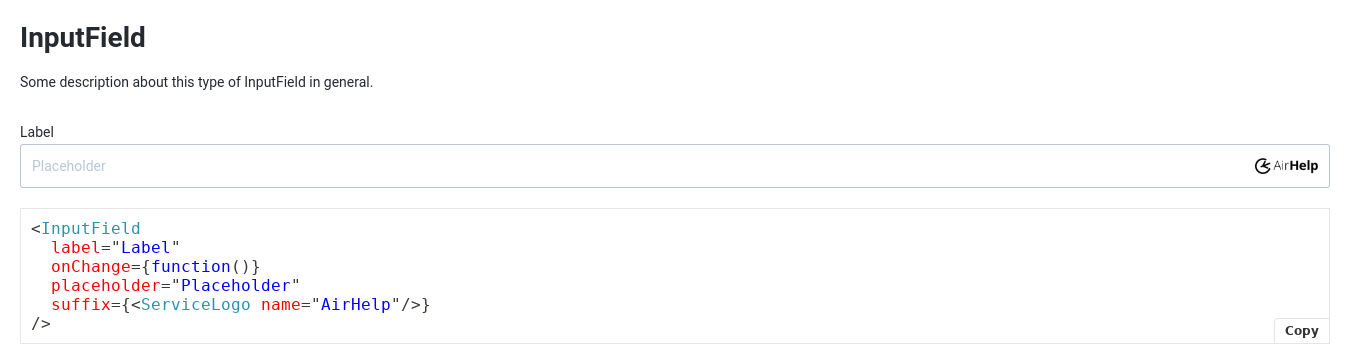 InputField
Some description about this type of InputField in general.
Label
Placeholder
AirHelp
<InputField
  label="Label"
  onChange={function()}
  placeholder="Placeholder"
  suffix={<ServiceLogo name="AirHelp"/>}
/>
Copy